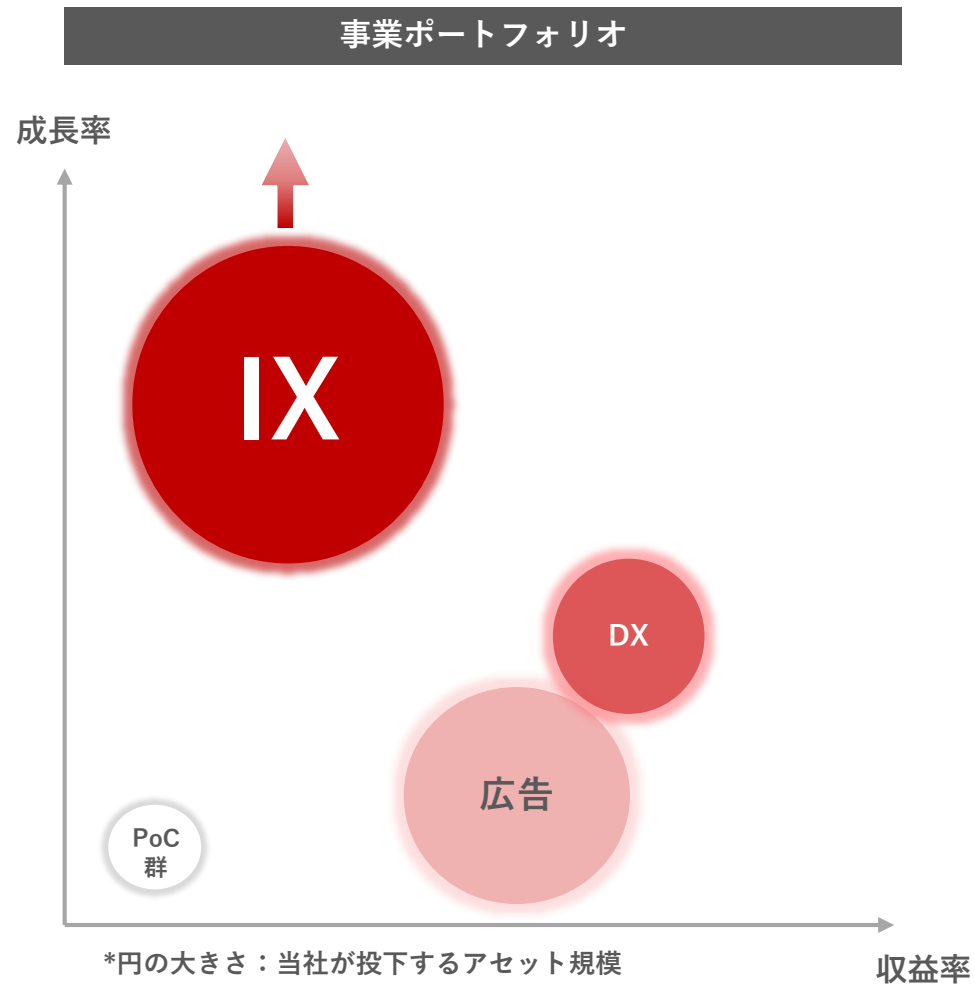 事業ポートフォリオ
成長率
IX
DX
広告
PoC
群
*円の大きさ：当社が投下するアセット規模
収益率